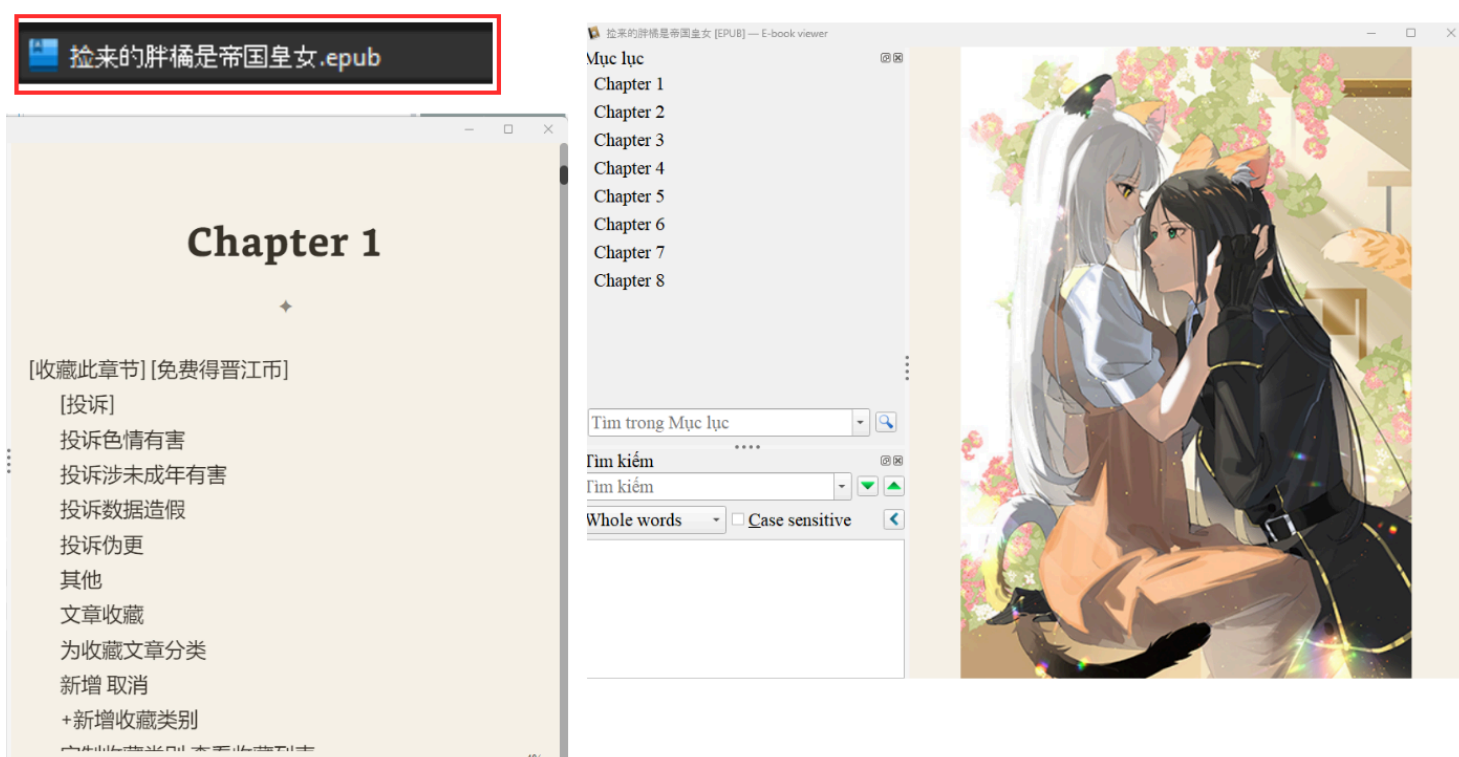 捡来的胖橘是帝国皇女.epub
Chapter 1
[收藏此章节] [免费得晋江币]
[投诉]
投诉色情有害
投诉涉未成年有害
投诉数据造假
投诉伪更
其他
文章收藏
为收藏文章分类
新增 取消
+新增收藏类别
捡来的胖橘是帝国皇女 [EPUB] — E-book viewer
Mục lục
Chapter 1
Chapter 2
Chapter 3
Chapter 4
Chapter 5
Chapter 6
Chapter 7
Chapter 8
Tìm trong Mục lục
Tìm kiếm
Tìm kiếm
Whole words
Case sensitive